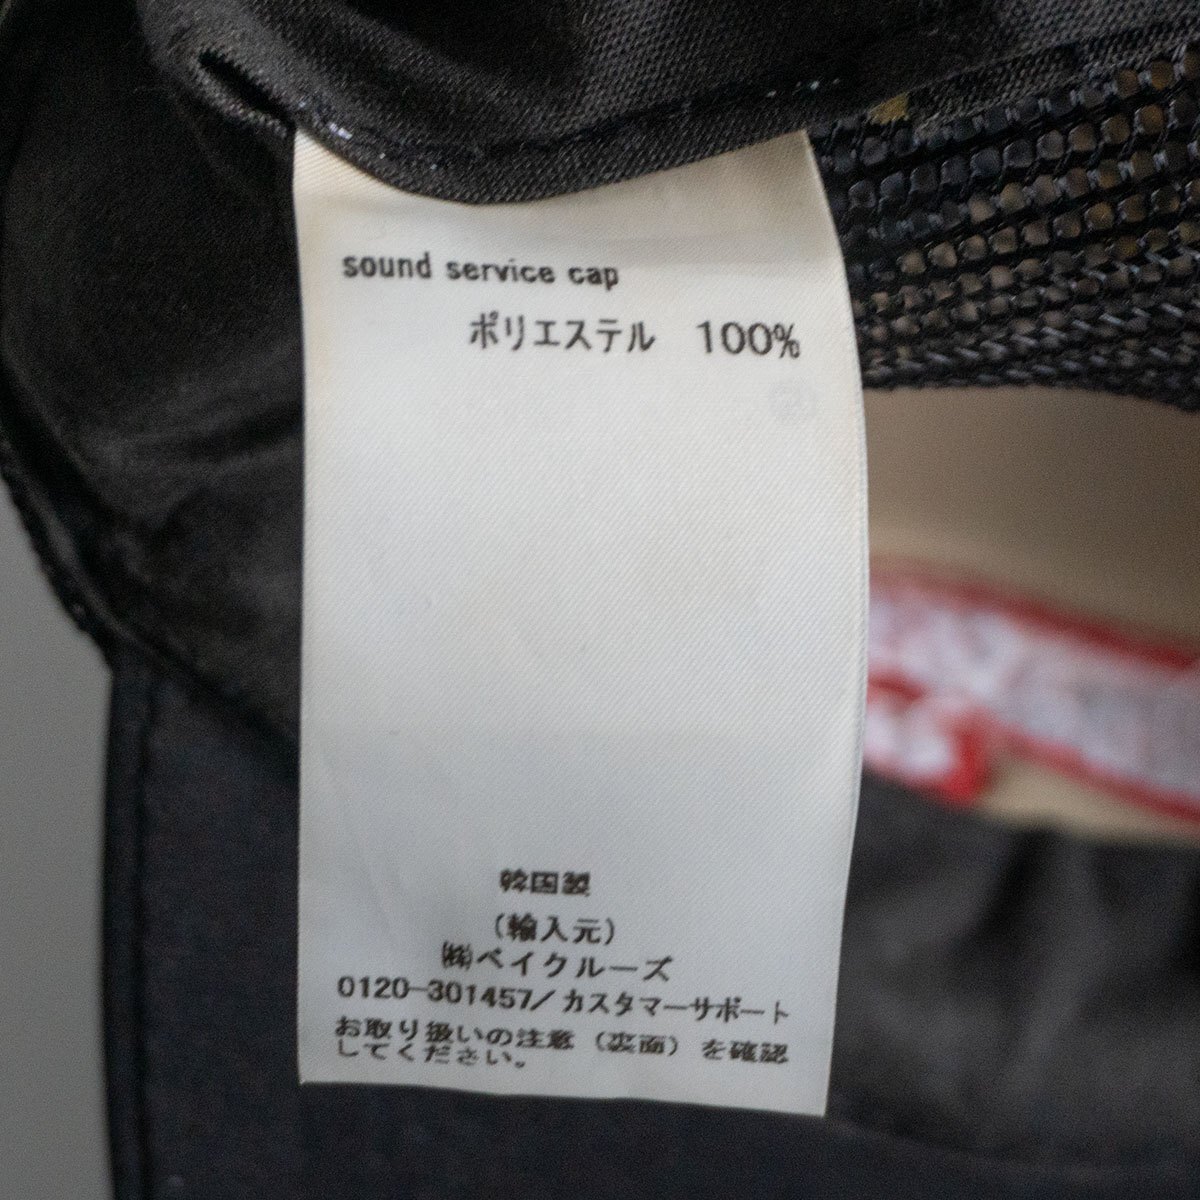 sound service cap
ポリエステル 100%
韓国製
(輸入元)
㈱ベイクルーズ
0120-301457/カスタマーサポート
お取り扱いの注意(裏面)を確認
してください。